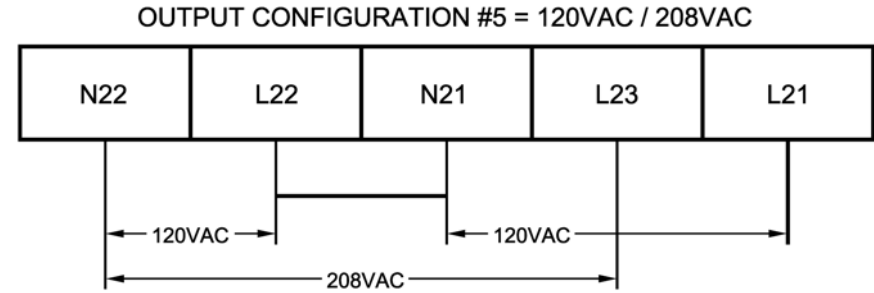 OUTPUT CONFIGURATION #5 = 120VAC / 208VAC
N22 L22 N21 L23 L21
120VAC 120VAC
208VAC